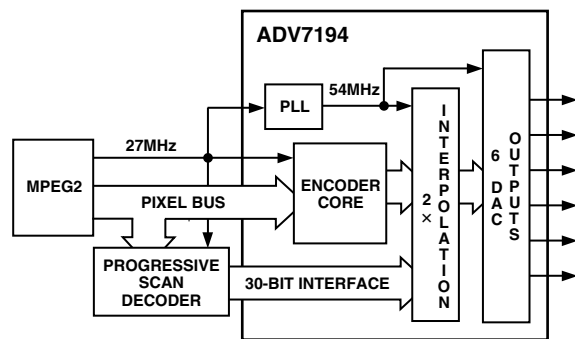 ADV7194
54MHz
PLL
27MHz
MPEG2
ENCODER
CORE
PIXEL BUS
INTERPOLATION
2×
6 DAC
OUTPUTS
PROGRESSIVE
SCAN
DECODER
30-BIT INTERFACE